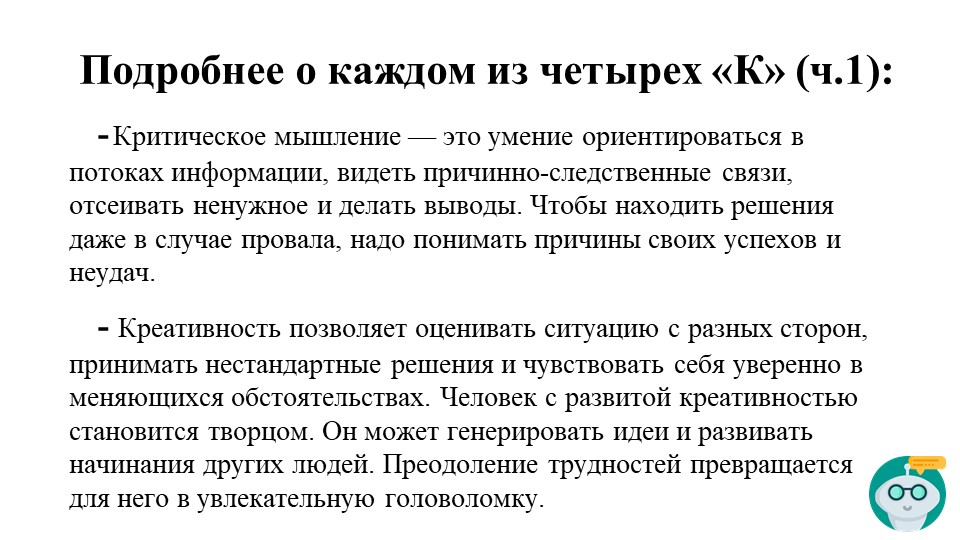 Подробнее о каждом из четырех «К» (ч.1):
- Критическое мышление — это умение ориентироваться в
потоках информации, видеть причинно-следственные связи,
отсеивать ненужное и делать выводы. Чтобы находить решения
даже в случае провала, надо понимать причины своих успехов и
неудач.
- Креативность позволяет оценивать ситуацию с разных сторон,
принимать нестандартные решения и чувствовать себя уверенно в
меняющихся обстоятельствах. Человек с развитой креативностью
становится творцом. Он может генерировать идеи и развивать
начинания других людей. Преодоление трудностей превращается
для него в увлекательную головоломку.